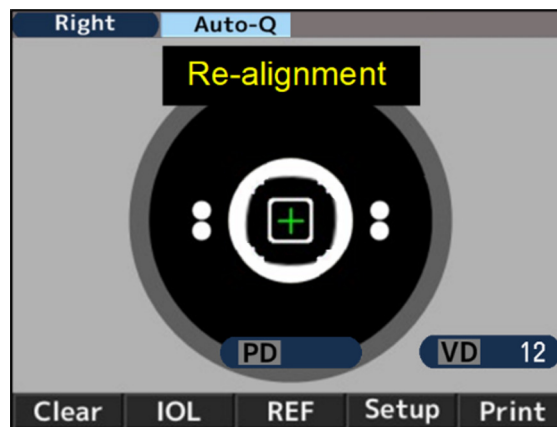 Right Auto-Q
Re-alignment
PD VD 12
Clear IOL REF Setup Print